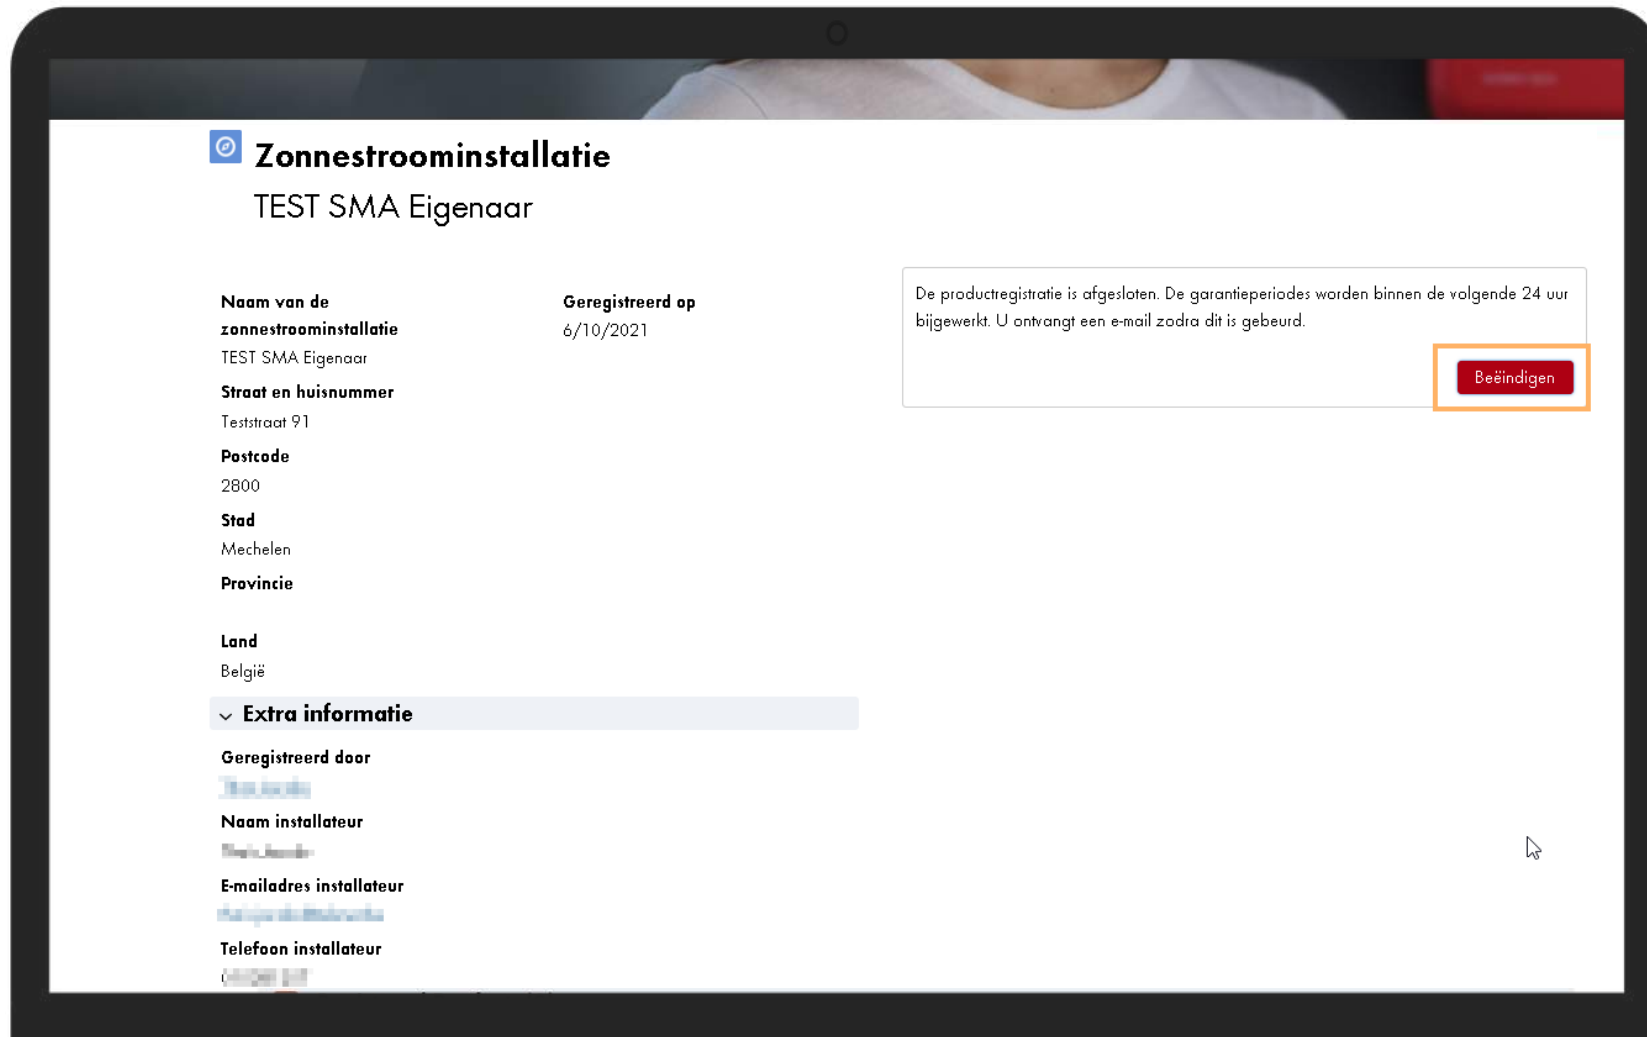 Zonnestroominstallatie
TEST SMA Eigenaar
Naam van de
zonnestroominstallatie
TEST SMA Eigenaar
Geregistreerd op
6/10/2021
Straat en huisnummer
Teststraat 91
Postcode
2800
Stad
Mechelen
Provincie
Land
België
Extra informatie
Geregistreerd door
Naam installateur
E-mailadres installateur
Telefoon installateur
De productregistratie is afgesloten. De garantieperiodes worden binnen de volgende 24 uur
bijgewerkt. U ontvangt een e-mail zodra dit is gebeurd.
Beëindigen